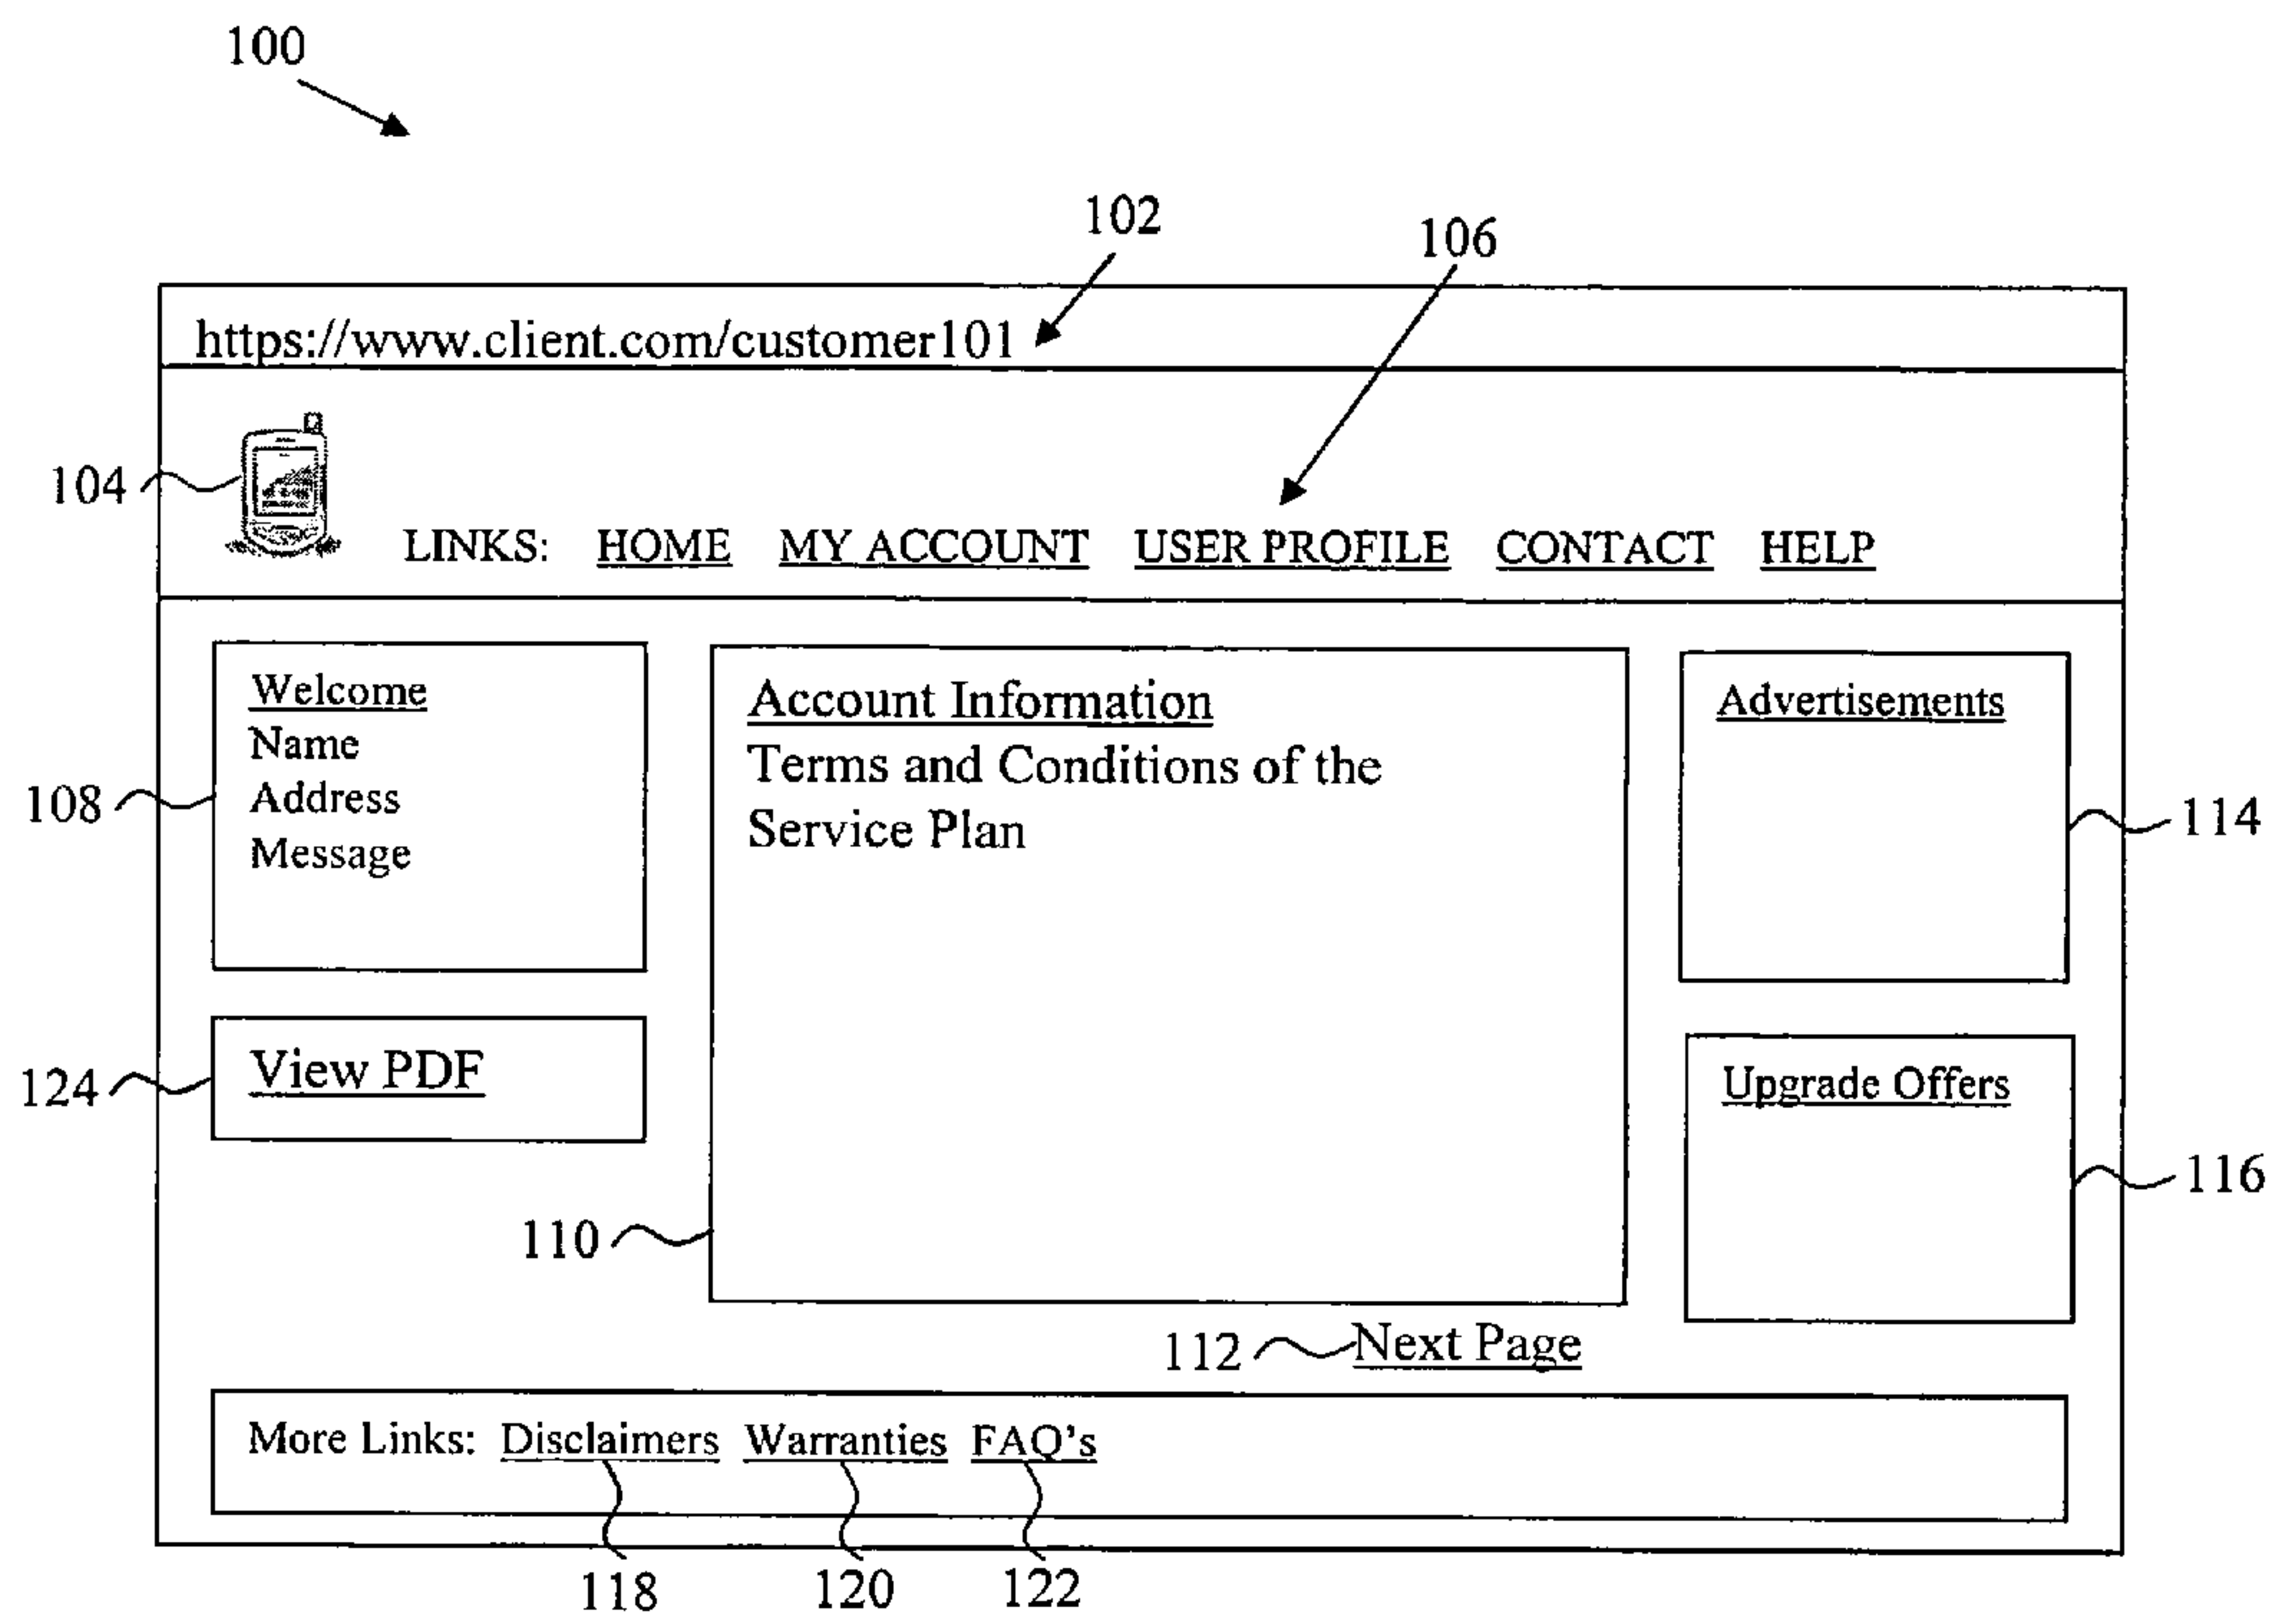 100
102
106
https://www.client.com/customer101
104
LINKS: HOME MY ACCOUNT USER PROFILE CONTACT HELP
Welcome
Name
Address
Message
108
Account Information
Terms and Conditions of the
Service Plan
Advertisements
114
View PDF
124
Upgrade Offers
116
110
112
Next Page
More Links: Disclaimers Warranties FAQ's
118
120
122